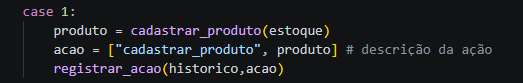 case 1:
produto = cadastrar_produto(estoque)
acao = ["cadastrar_produto", produto] # descrição da ação
registrar_acao(historico,acao)